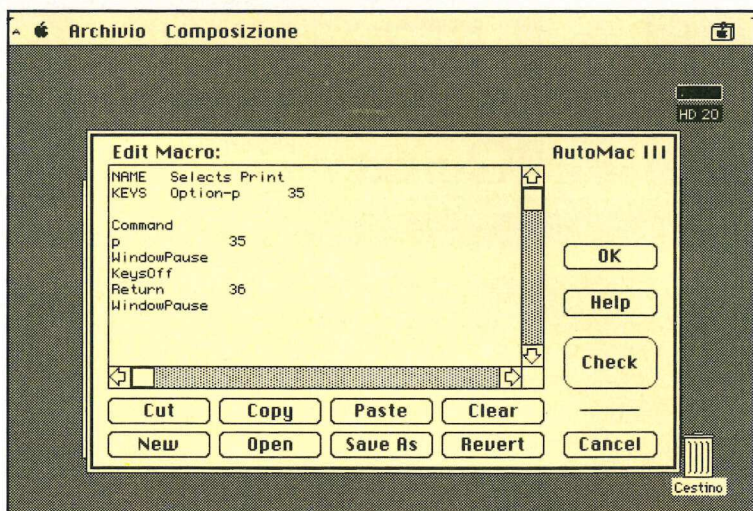 Archivio Composizione
HD 20
Edit Macro:
AutoMac III
NAME Selects Print
KEYS Option-p 35
Command
p 35
WindowPause
KeysOff
Return 36
WindowPause
OK
Help
Check
Cut Copy Paste Clear
New Open Save As Revert Cancel
Cestino